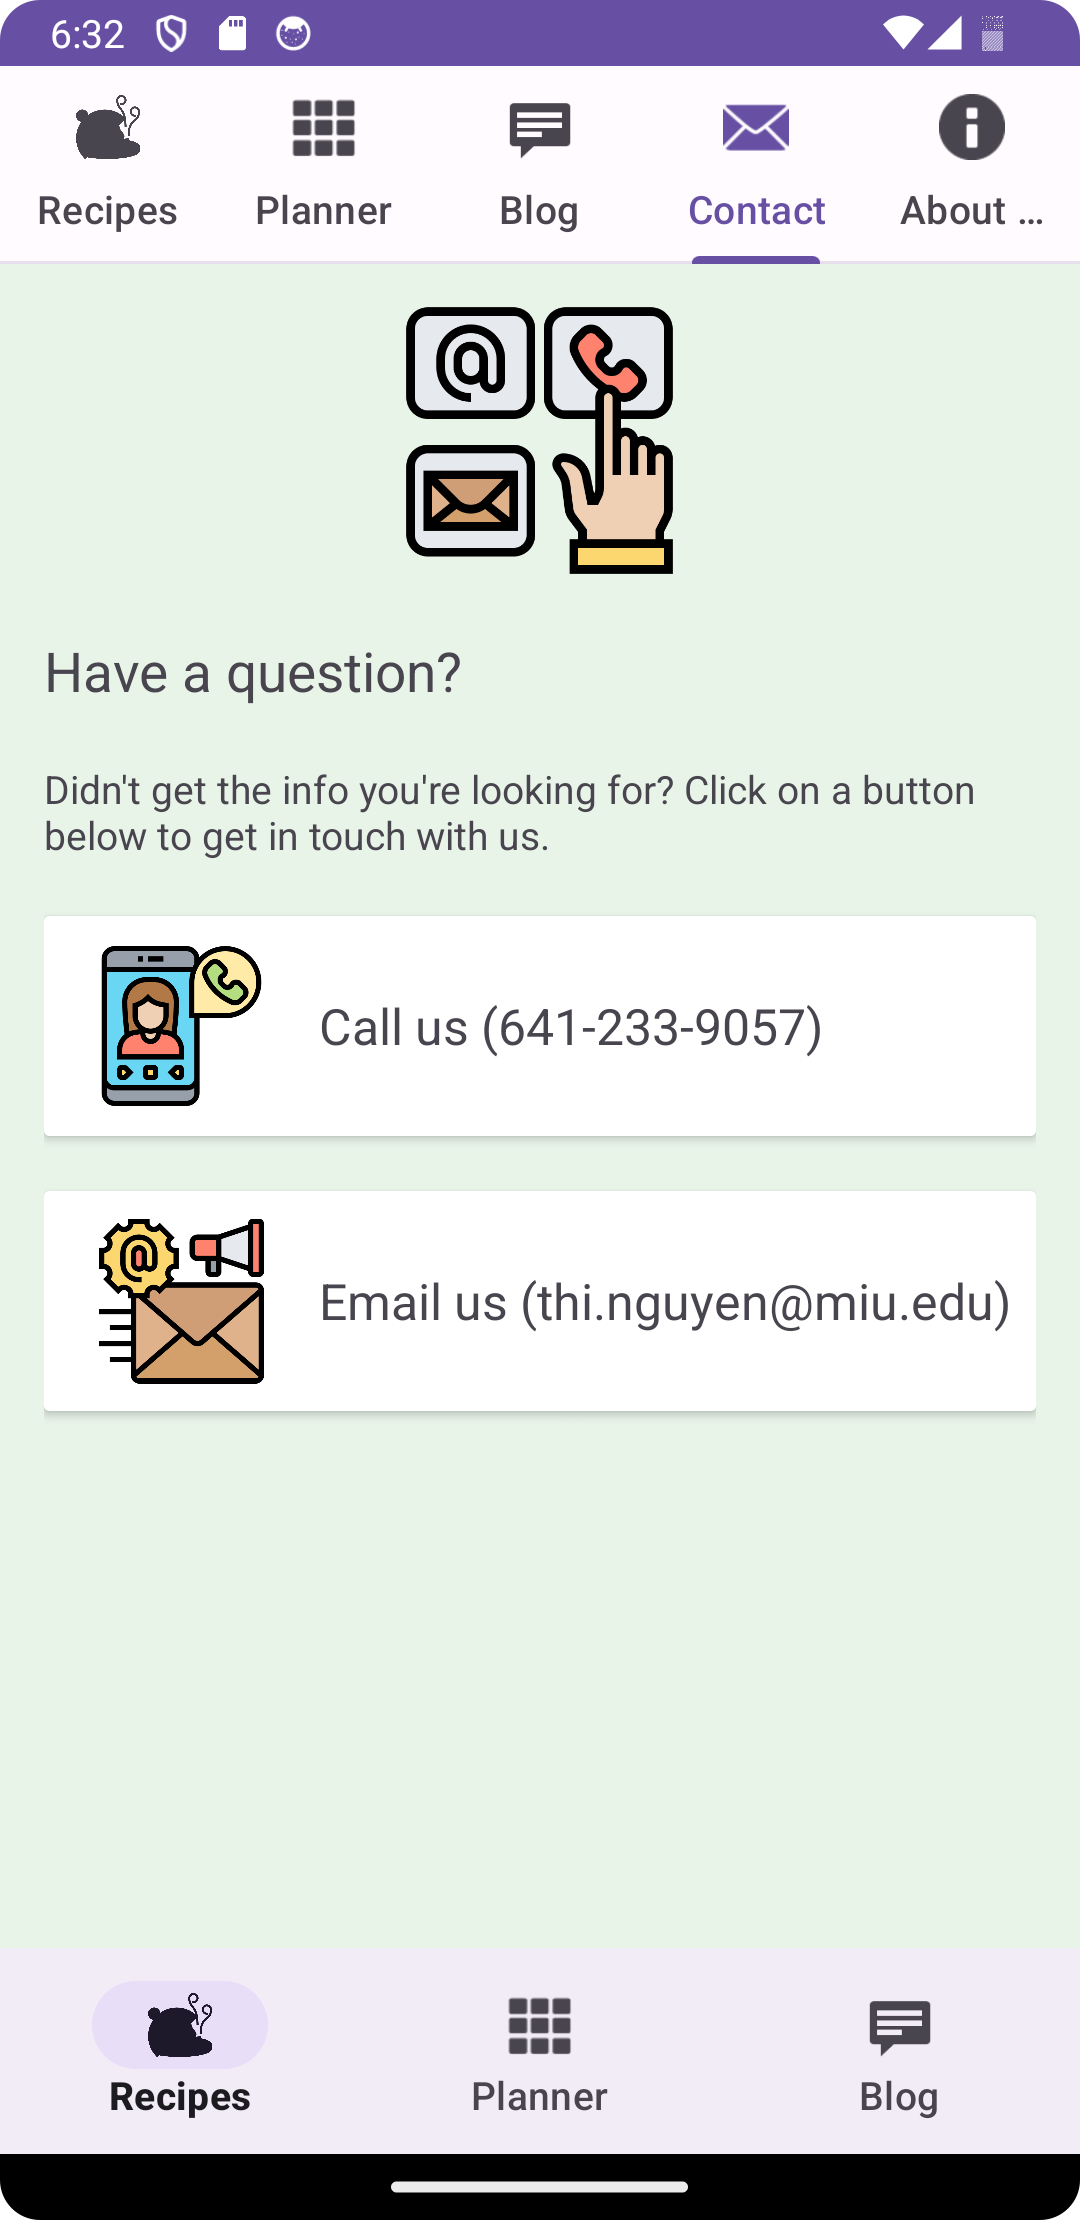 6:32
Recipes
Planner
Blog
Contact
About ...
Have a question?
Didn't get the info you're looking for? Click on a button
below to get in touch with us.
Call us (641-233-9057)
Email us (thi.nguyen@miu.edu)
Recipes
Planner
Blog